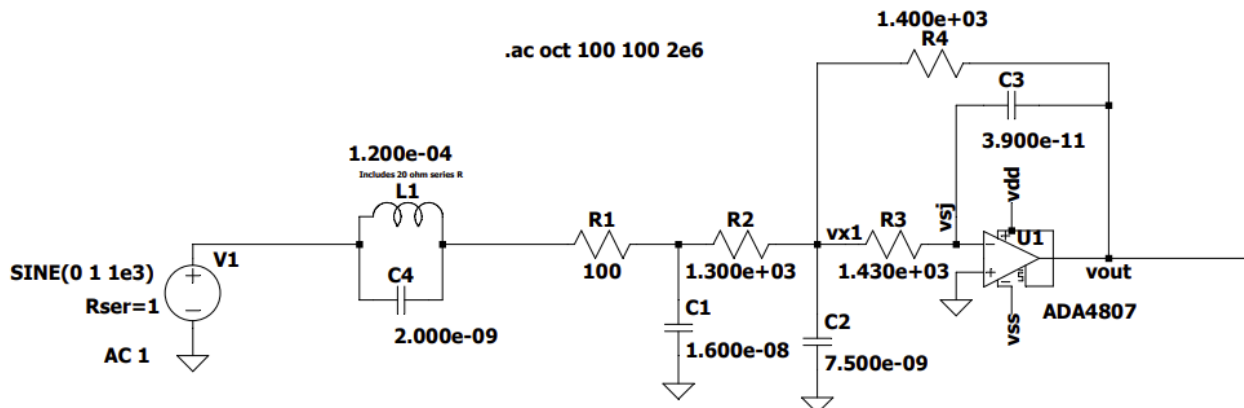 1.400e+03
R4
.ac oct 100 100 2e6
C3
3.900e-11
1.200e-04
Includes 20 ohm series R
L1
vdd
vsj
R1
R2
vx1
R3
U1
V1
SINE(0 1 1e3)
Rser=1
C4
100
1.300e+03
1.430e+03
vout
ADA4807
2.000e-09
C1
C2
vss
AC 1
1.600e-08
7.500e-09